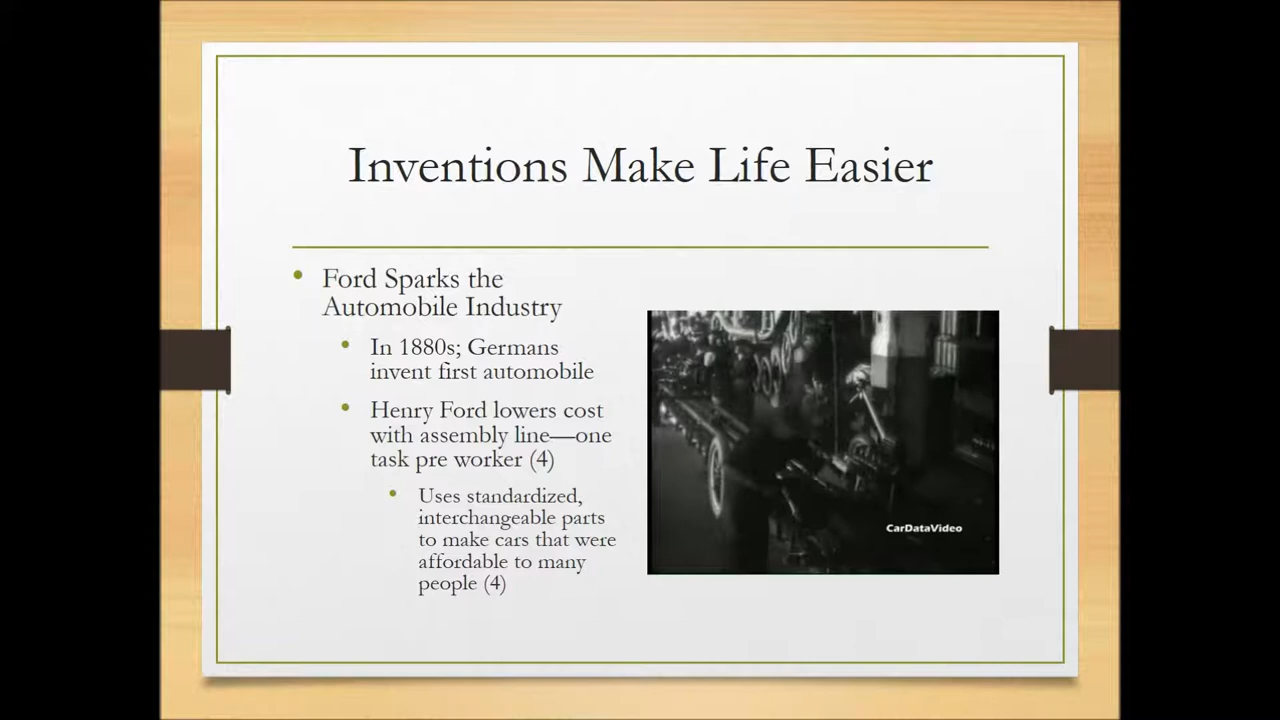 Inventions Make Life Easier
Ford Sparks the
Automobile Industry
In 1880s; Germans
invent first automobile
Henry Ford lowers cost
with assembly line—one
task pre worker (4)
Uses standardized,
interchangeable parts
to make cars that were
affordable to many
people (4)
CarDataVideo